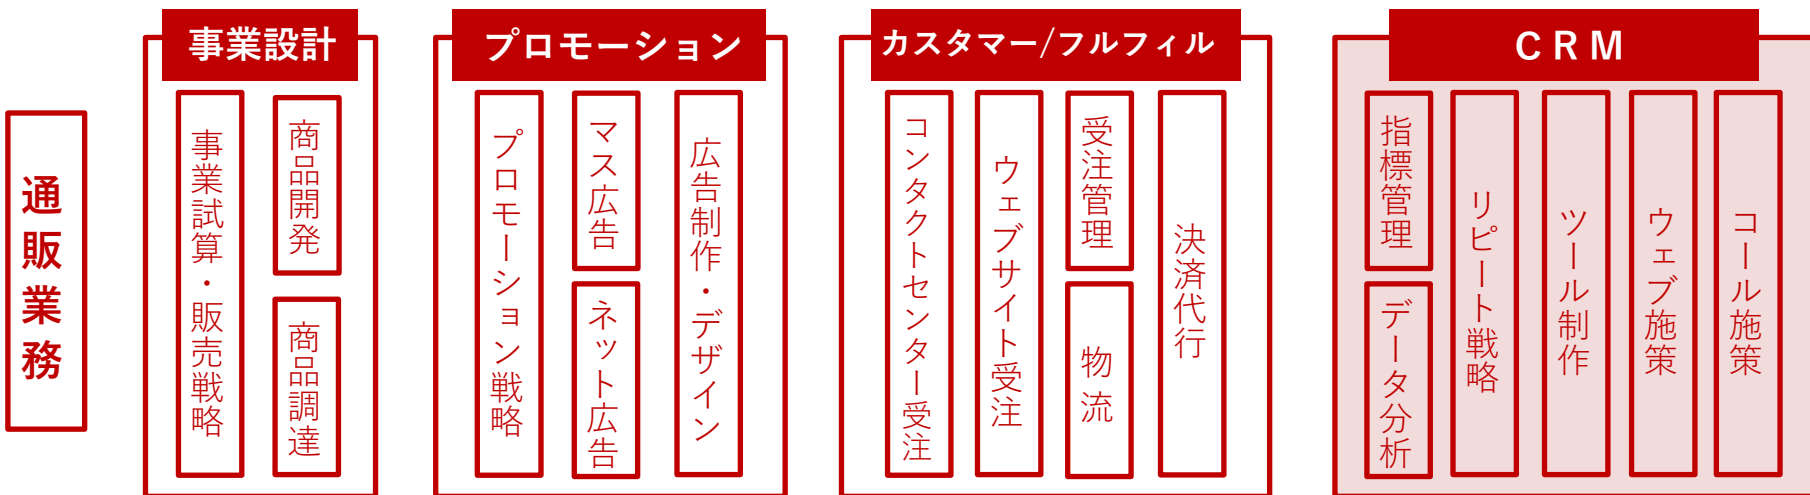 通販業務
事業設計
事業試算・販売戦略
商品開発
商品調達
プロモーション
プロモーション戦略
マス広告
ネット広告
広告制作・デザイン
カスタマー/フルフィル
コンタクトセンター受注
ウェブサイト受注
受注管理
物流
決済代行
CRM
指標管理
データ分析
リピート戦略
ツール制作
ウェブ施策
コール施策